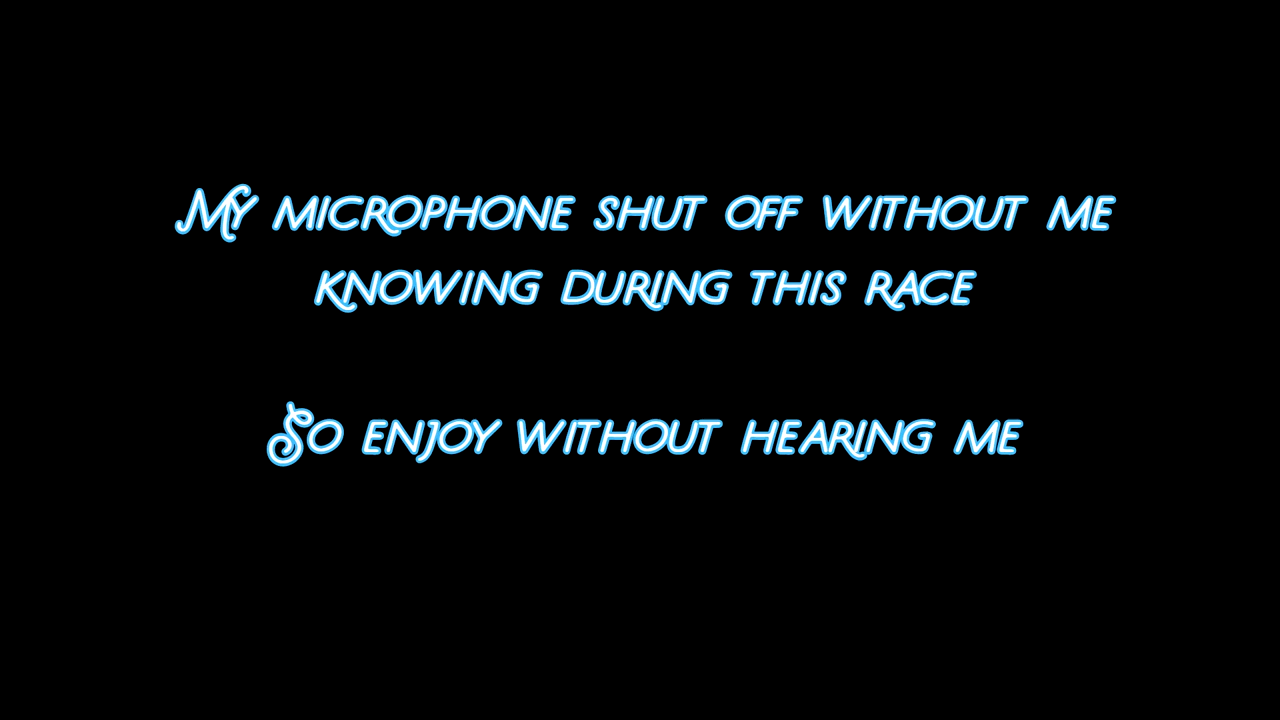 My microphone shut off without me
knowing during this race
So enjoy without hearing me